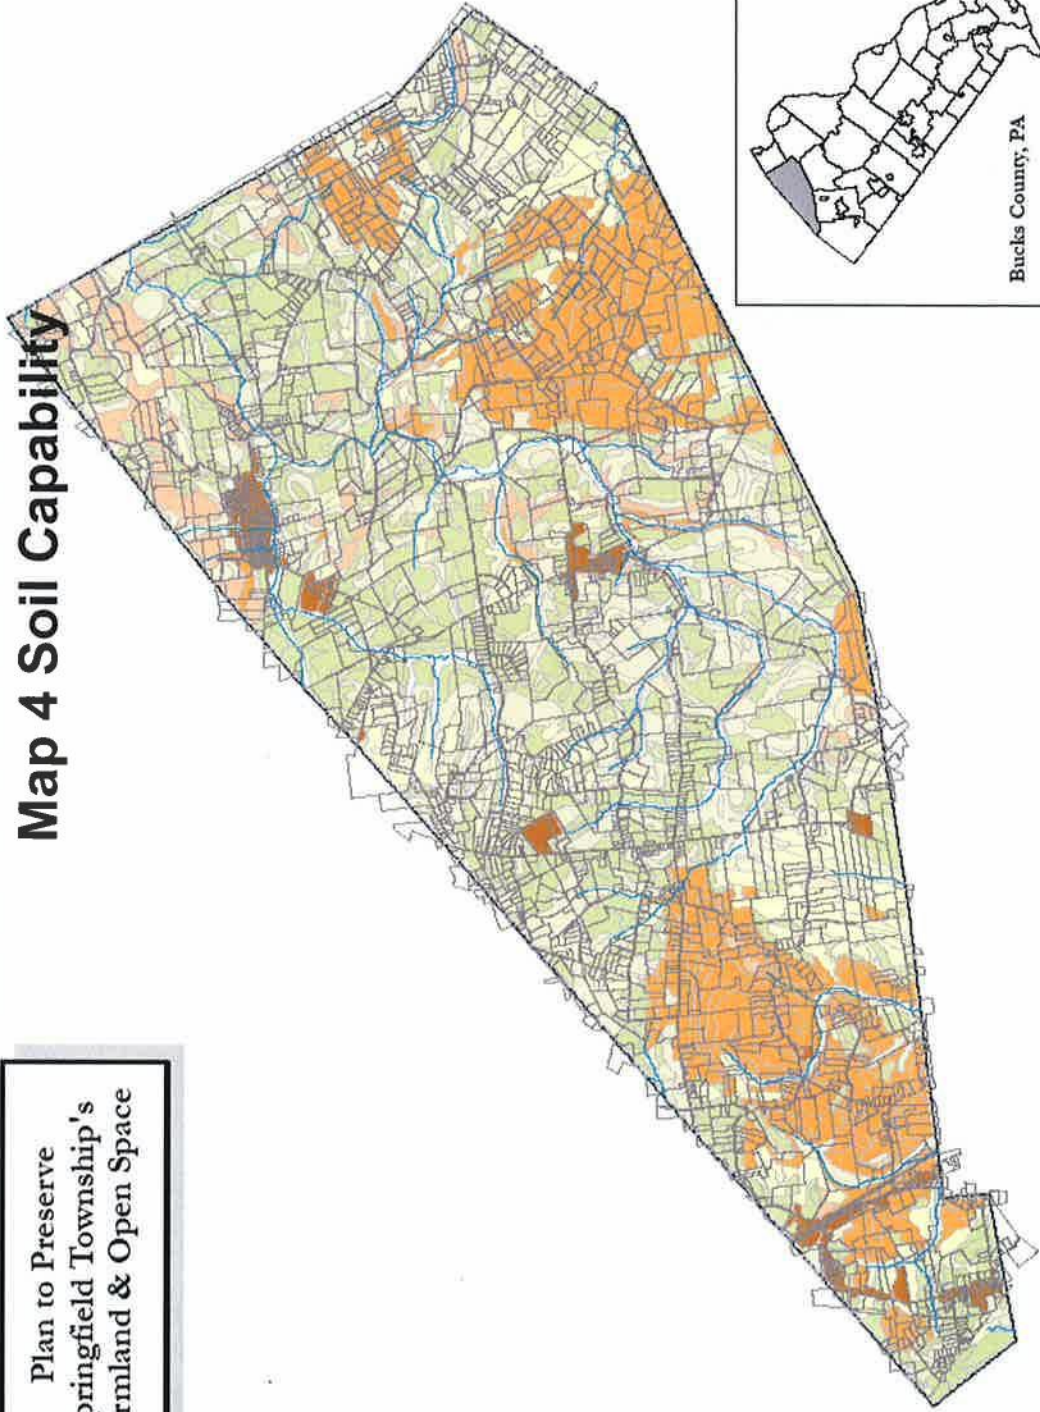 Map 4 Soil Capability
Plan to Preserve
pringfield Township's
rmland & Open Space
Bucks County, PA